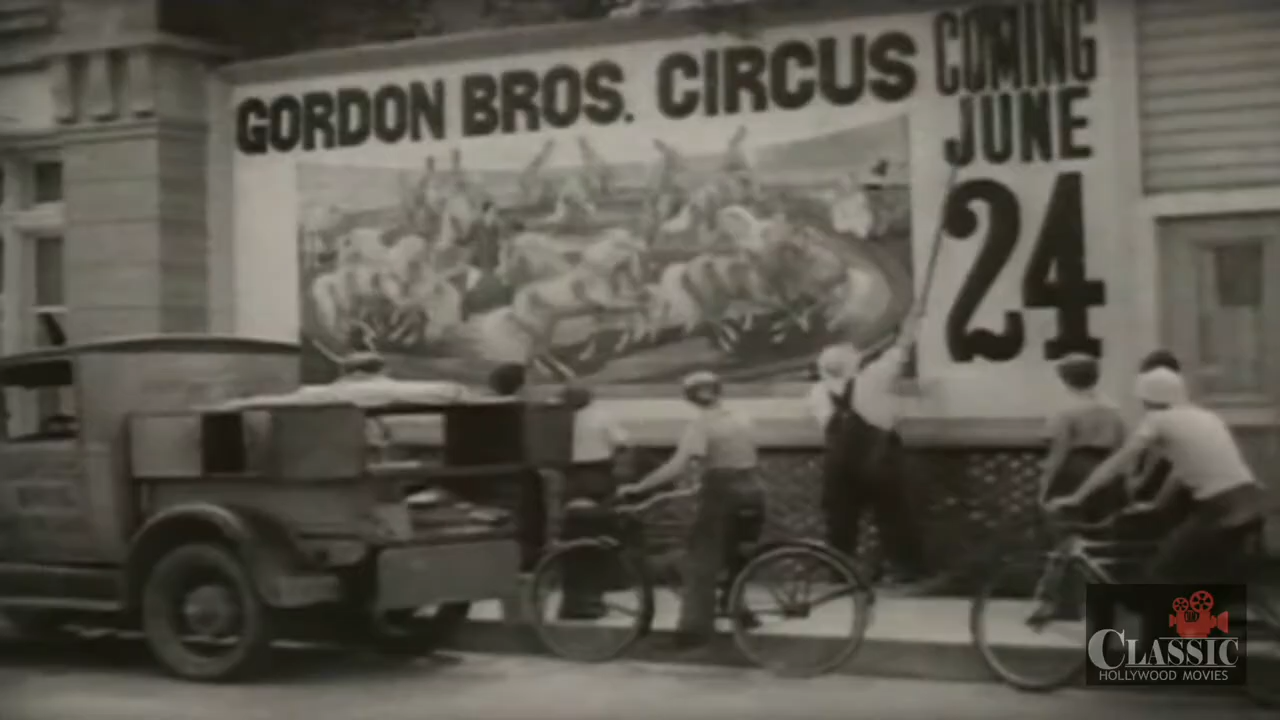 GORDON BROS. CIRCUS
COMING
JUNE
24
CLASSIC
HOLLYWOOD MOVIES